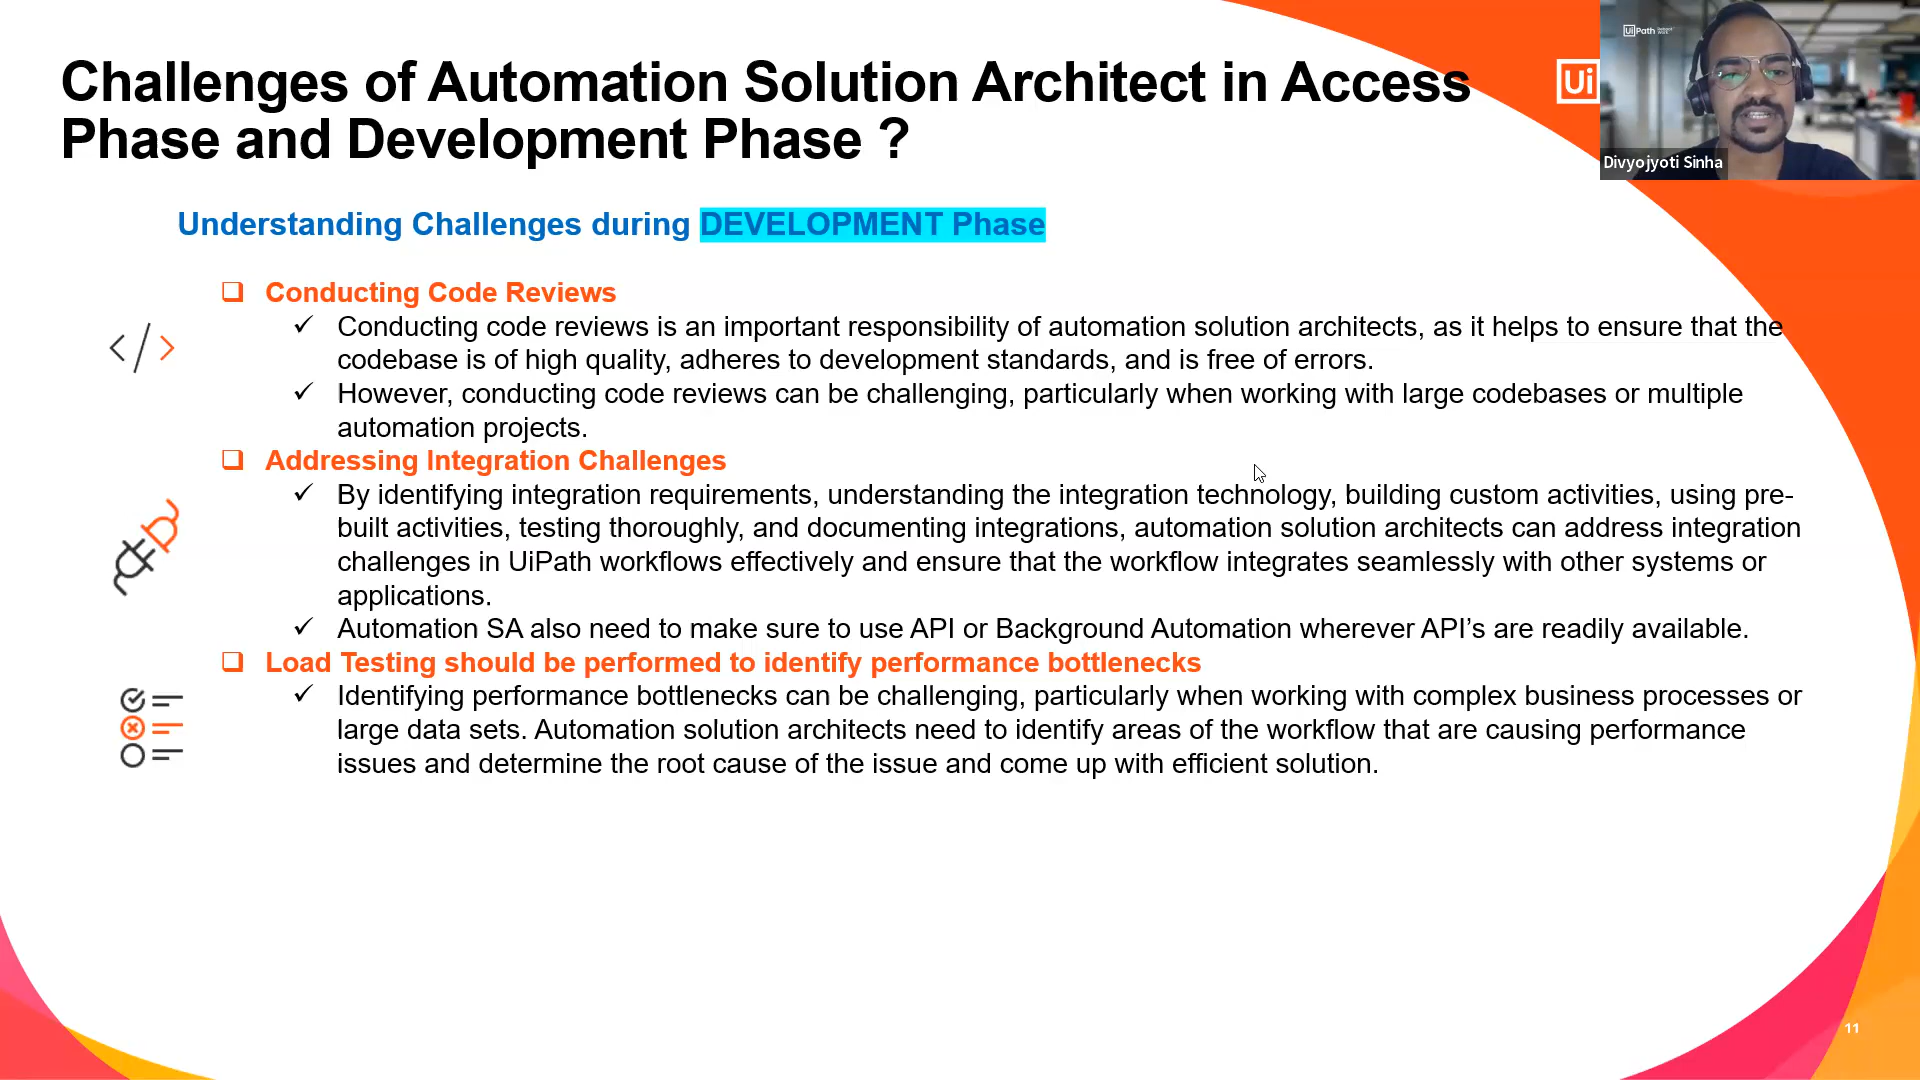 Challenges of Automation Solution Architect in Access
Phase and Development Phase ?
Ui
UiPath
Divyojyoti Sinha
Understanding Challenges during DEVELOPMENT Phase
Conducting Code Reviews
Conducting code reviews is an important responsibility of automation solution architects, as it helps to ensure that the
codebase is of high quality, adheres to development standards, and is free of errors.
However, conducting code reviews can be challenging, particularly when working with large codebases or multiple
automation projects.
Addressing Integration Challenges
By identifying integration requirements, understanding the integration technology, building custom activities, using pre-
built activities, testing thoroughly, and documenting integrations, automation solution architects can address integration
challenges in UiPath workflows effectively and ensure that the workflow integrates seamlessly with other systems or
applications.
Automation SA also need to make sure to use API or Background Automation wherever API’s are readily available.
Load Testing should be performed to identify performance bottlenecks
Identifying performance bottlenecks can be challenging, particularly when working with complex business processes or
large data sets. Automation solution architects need to identify areas of the workflow that are causing performance
issues and determine the root cause of the issue and come up with efficient solution.
11